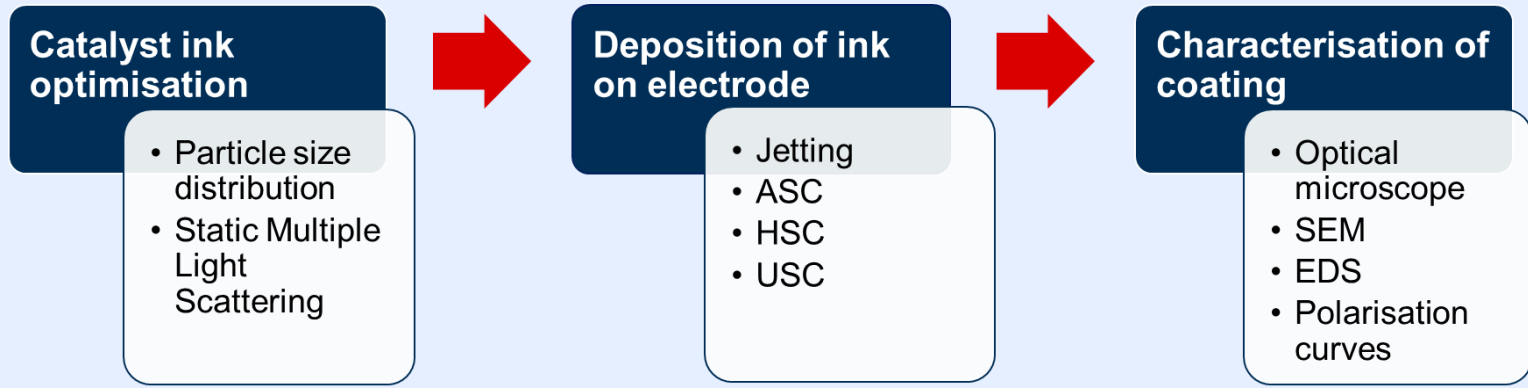 Catalyst ink
optimisation
• Particle size
distribution
• Static Multiple
Light
Scattering
Deposition of ink
on electrode
• Jetting
• ASC
• HSC
• USC
Characterisation of
coating
• Optical
microscope
• SEM
• EDS
• Polarisation
curves